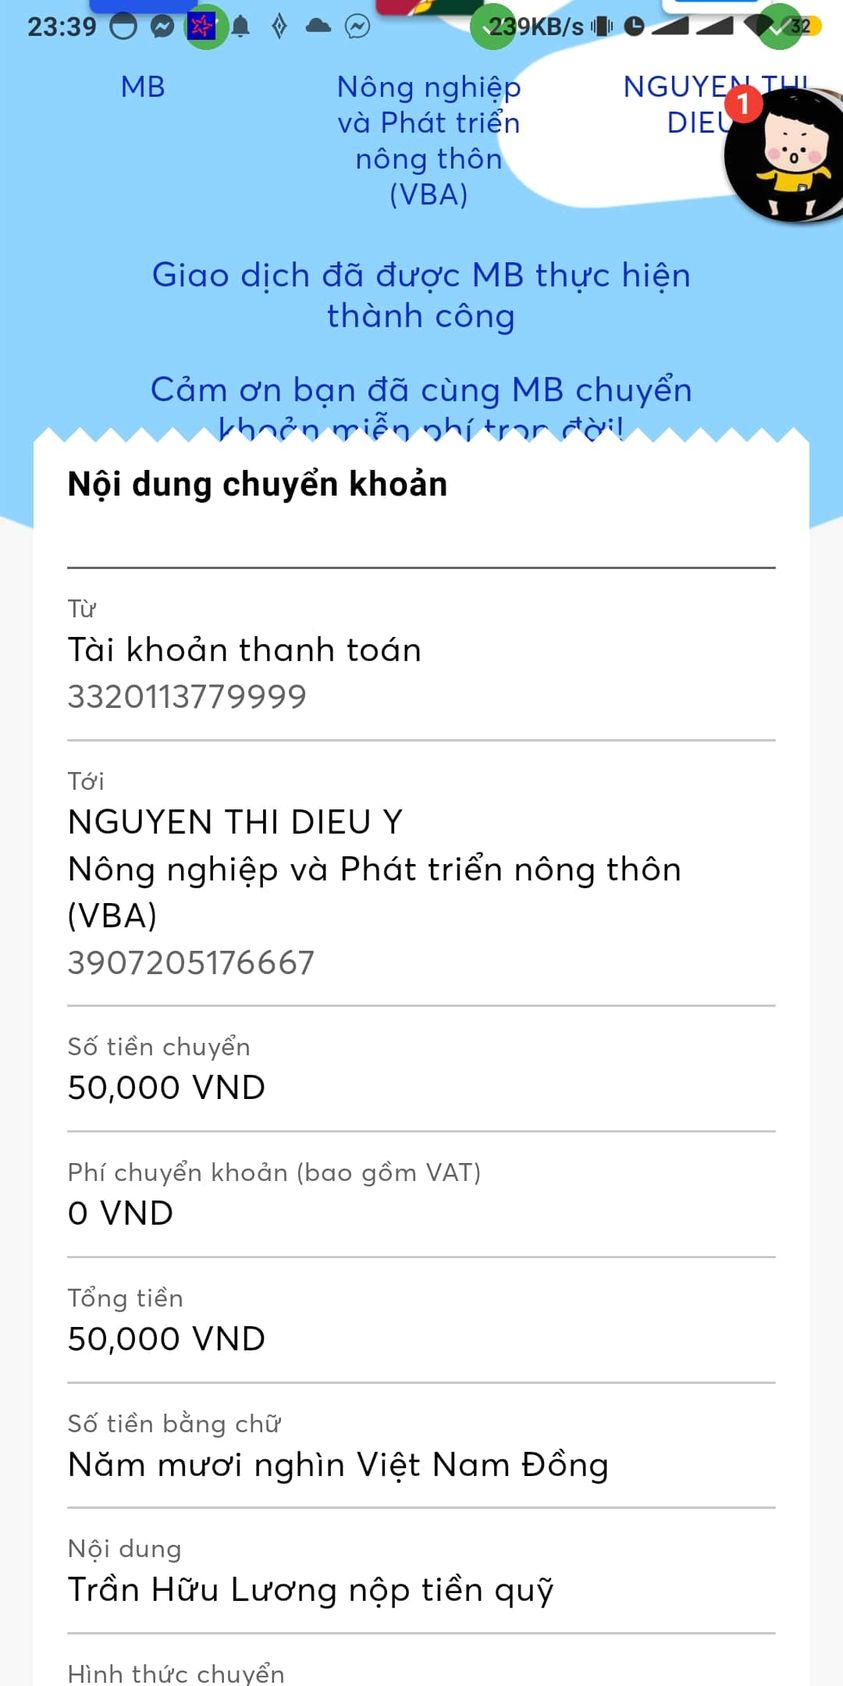 23:39
239KB/s
32
MB
Nông nghiệp
và Phát triển
nông thôn
(VBA)
NGUYEN THI
DIEU
1
Giao dịch đã được MB thực hiện
thành công
Cảm ơn bạn đã cùng MB chuyển
khoản miễn phí trọn đời!
Nội dung chuyển khoản
Từ
Tài khoản thanh toán
3320113779999
Tới
NGUYEN THI DIEU Y
Nông nghiệp và Phát triển nông thôn
(VBA)
3907205176667
Số tiền chuyển
50,000 VND
Phí chuyển khoản (bao gồm VAT)
0 VND
Tổng tiền
50,000 VND
Số tiền bằng chữ
Năm mươi nghìn Việt Nam Đồng
Nội dung
Trần Hữu Lương nộp tiền quỹ
Hình thức chuyển